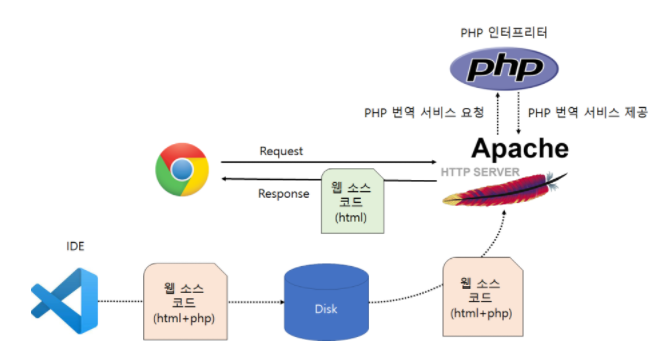 PHP 인터프리터
php
PHP 번역 서비스 요청
PHP 번역 서비스 제공
Apache
HTTP SERVER
Request
Response
웹 소스
코드
(html)
IDE
웹 소스
코드
(html+php)
Disk
웹 소스
코드
(html+php)